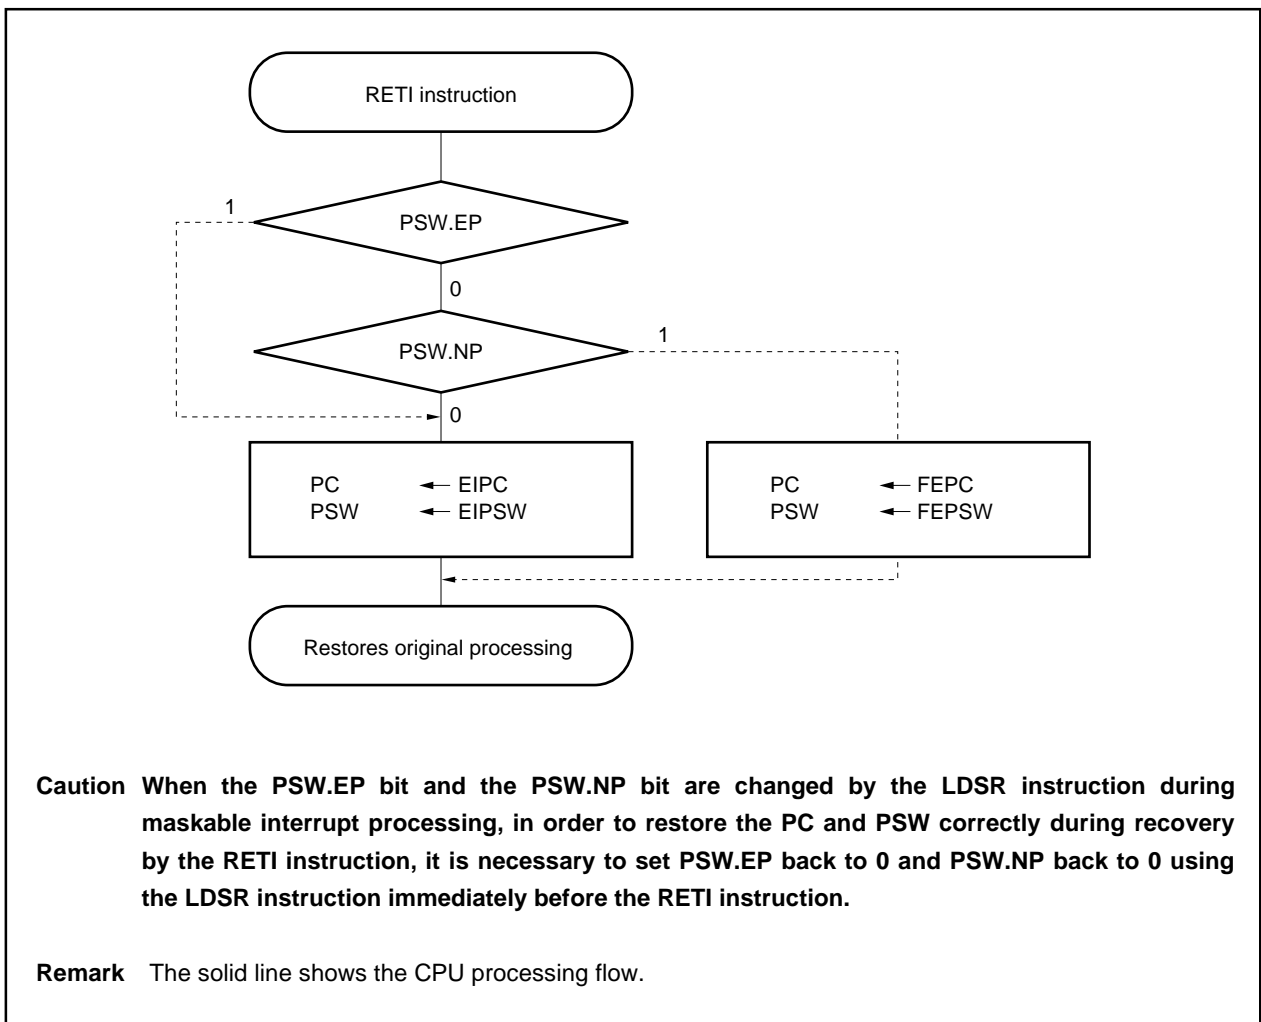 RETI instruction
1
PSW.EP
0
1
PSW.NP
0
PC ← EIPC
PSW ← EIPSW
PC ← FEPC
PSW ← FEPSW
Restores original processing
Caution When the PSW.EP bit and the PSW.NP bit are changed by the LDSR instruction during
maskable interrupt processing, in order to restore the PC and PSW correctly during recovery
by the RETI instruction, it is necessary to set PSW.EP back to 0 and PSW.NP back to 0 using
the LDSR instruction immediately before the RETI instruction.
Remark The solid line shows the CPU processing flow.